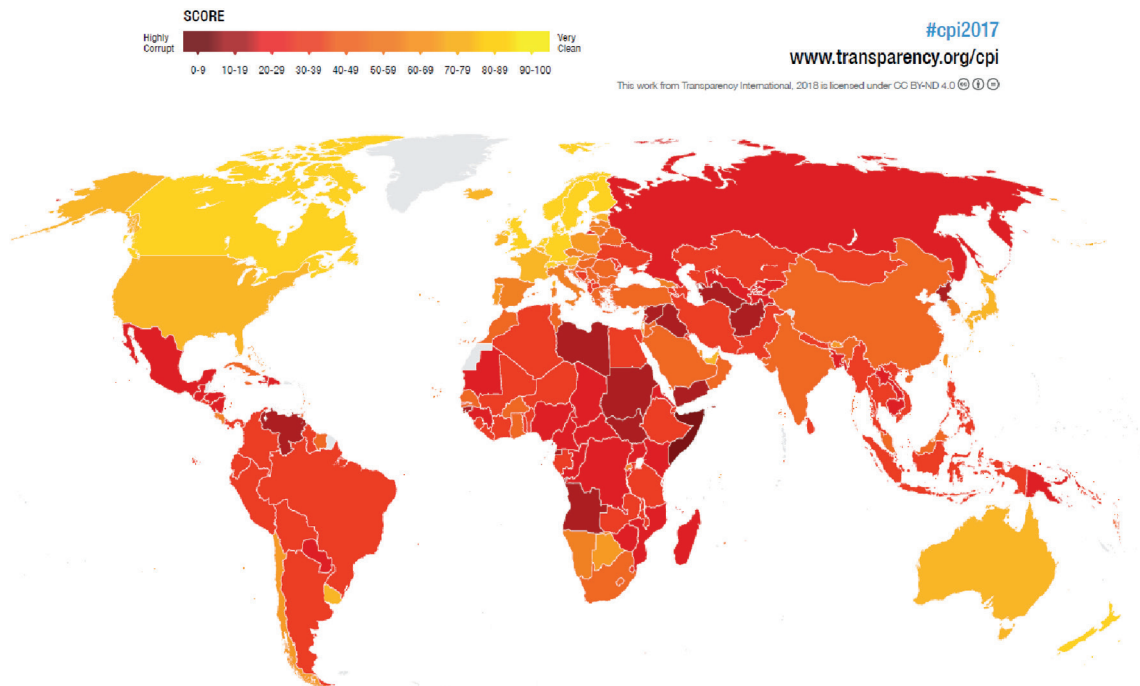 SCORE
Highly
Corrupt
Very
Clean
0-9 10-19 20-29 30-39 40-49 50-59 60-69 70-79 80-89 90-100
#cpi2017
www.transparency.org/cpi
This work from Transparency International, 2018 is licensed under CC BY-ND 4.0